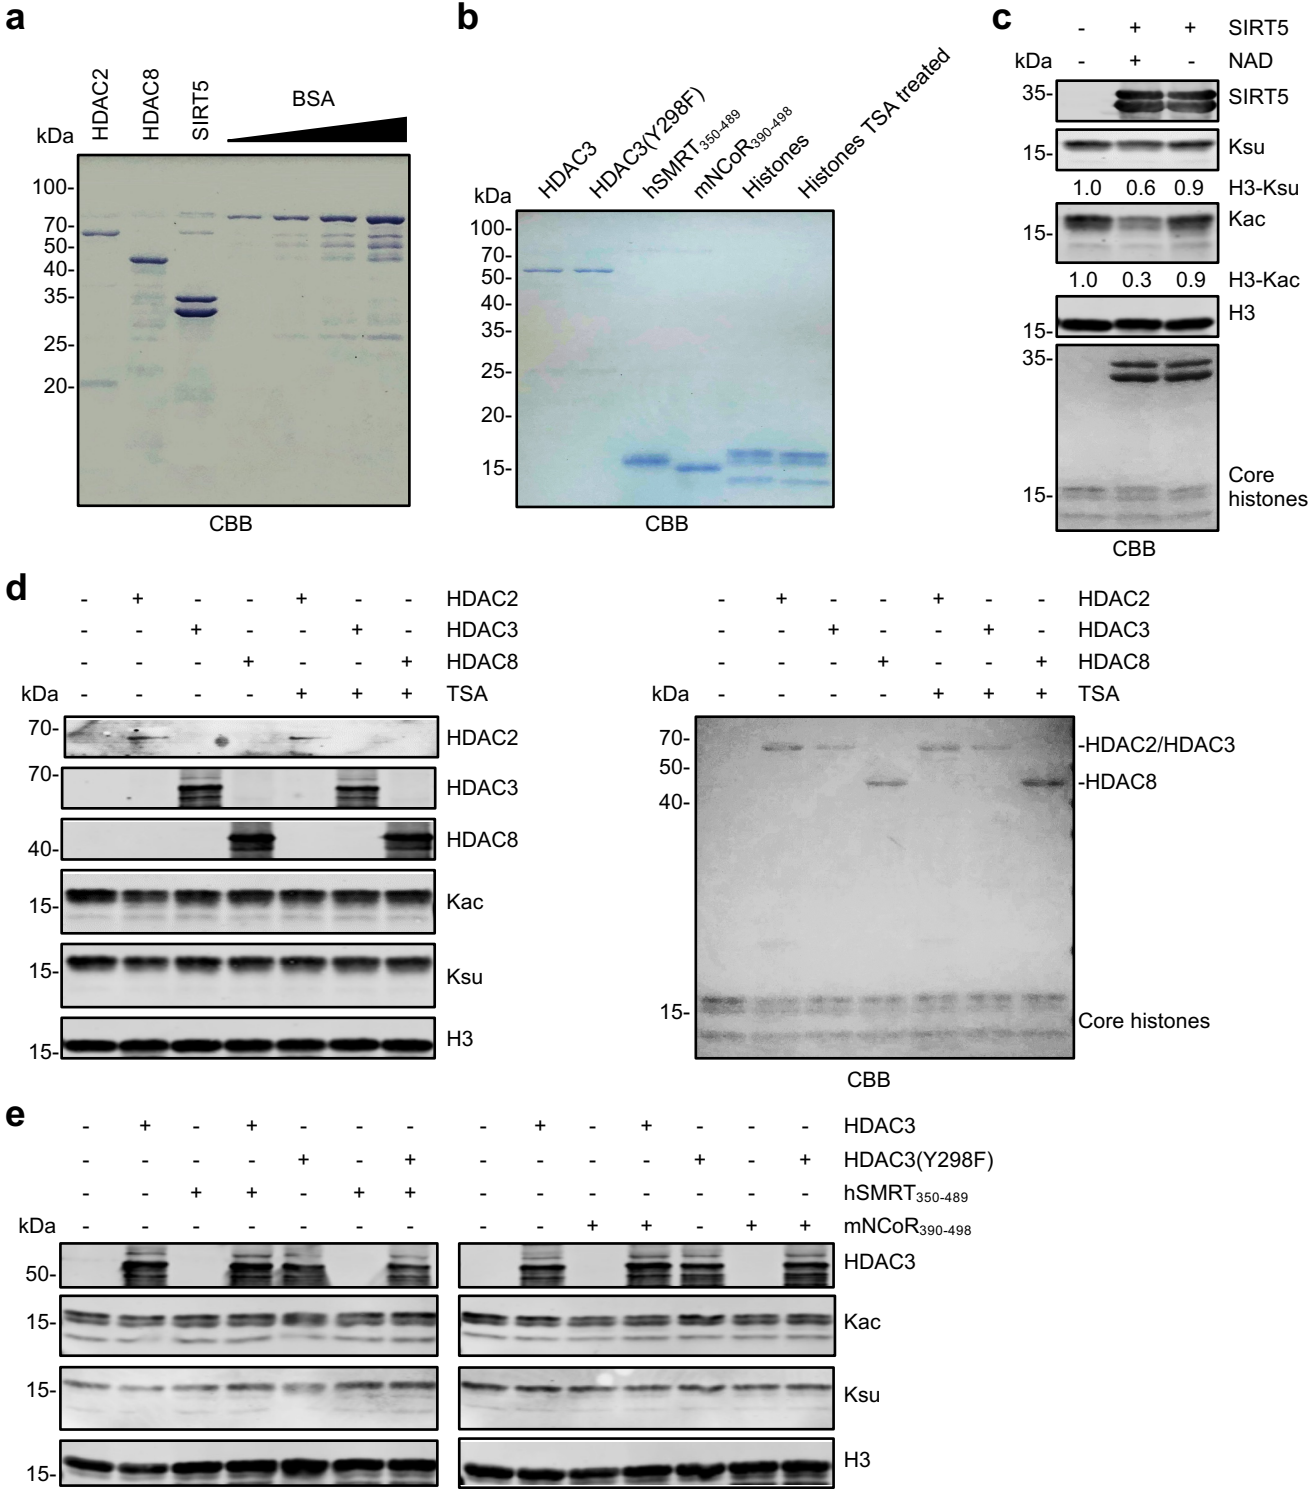 a
HDAC2
HDAC8
SIRT5
BSA
kDa
100-
70-
50-
40-
35-
25-
20-
CBB
b
HDAC3
HDAC3(Y298F)
hSMRT350-489
mNCoR390-498
Histones
Histones TSA treated
kDa
100-
70-
50-
40-
35-
25-
20-
15-
CBB
c
- + + SIRT5
kDa - + - NAD
35- SIRT5
15- Ksu
1.0 0.6 0.9 H3-Ksu
15- Kac
1.0 0.3 0.9 H3-Kac
15- H3
35-
15- Core
histones
CBB
d
- + - - + - - HDAC2
- - + - - + - HDAC3
- - - + - - + HDAC8
kDa - - - - + + + TSA
70- HDAC2
70- HDAC3
40- HDAC8
15- Kac
15- Ksu
15- H3
- + - - + - - HDAC2
- - + - - + - HDAC3
- - - + - - + HDAC8
kDa - - - - + + + TSA
70- -HDAC2/HDAC3
50- -HDAC8
40-
15- Core histones
CBB
e
- + - + - - - - + - + - - - HDAC3
- - - - + - + - - - - + - + HDAC3(Y298F)
- - + + - + + - - - - - - - hSMRT350-489
kDa - - - - - - - - - + + - + + mNCoR390-498
50- HDAC3
15- Kac
15- Ksu
15- H3